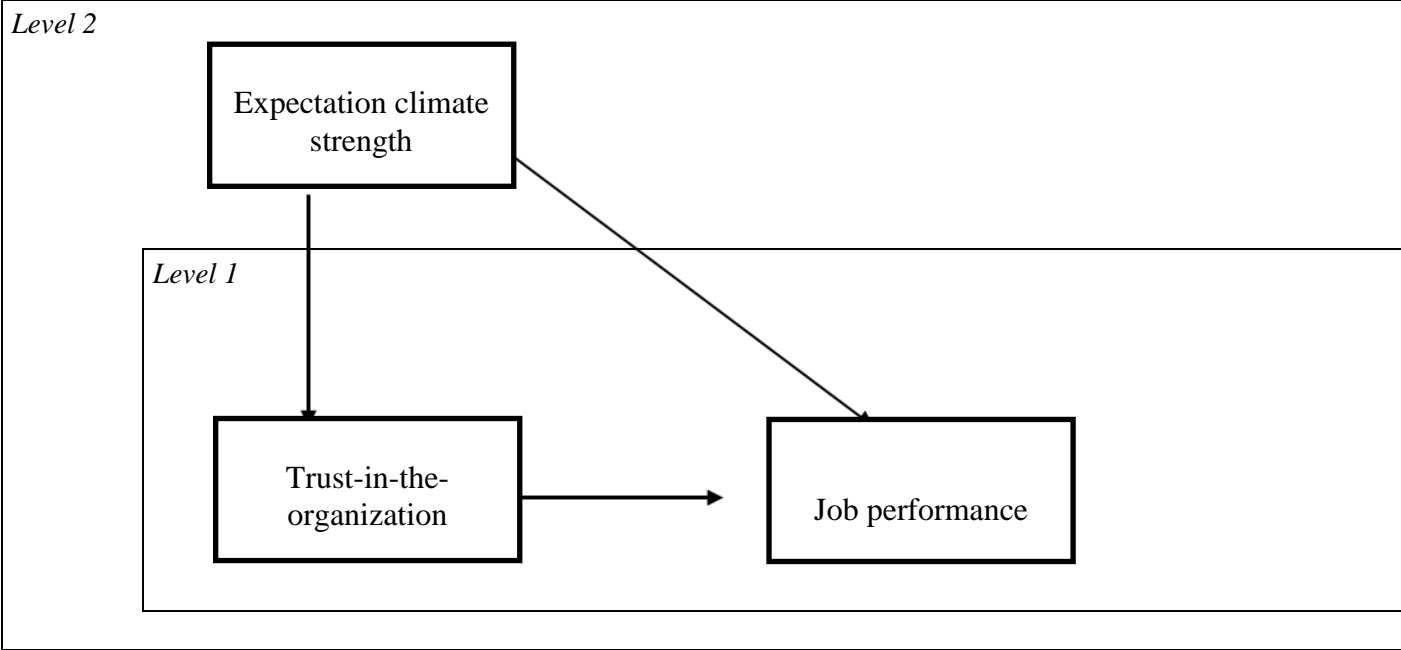 Level 2
Expectation climate
strength
Level 1
Trust-in-the-
organization
Job performance